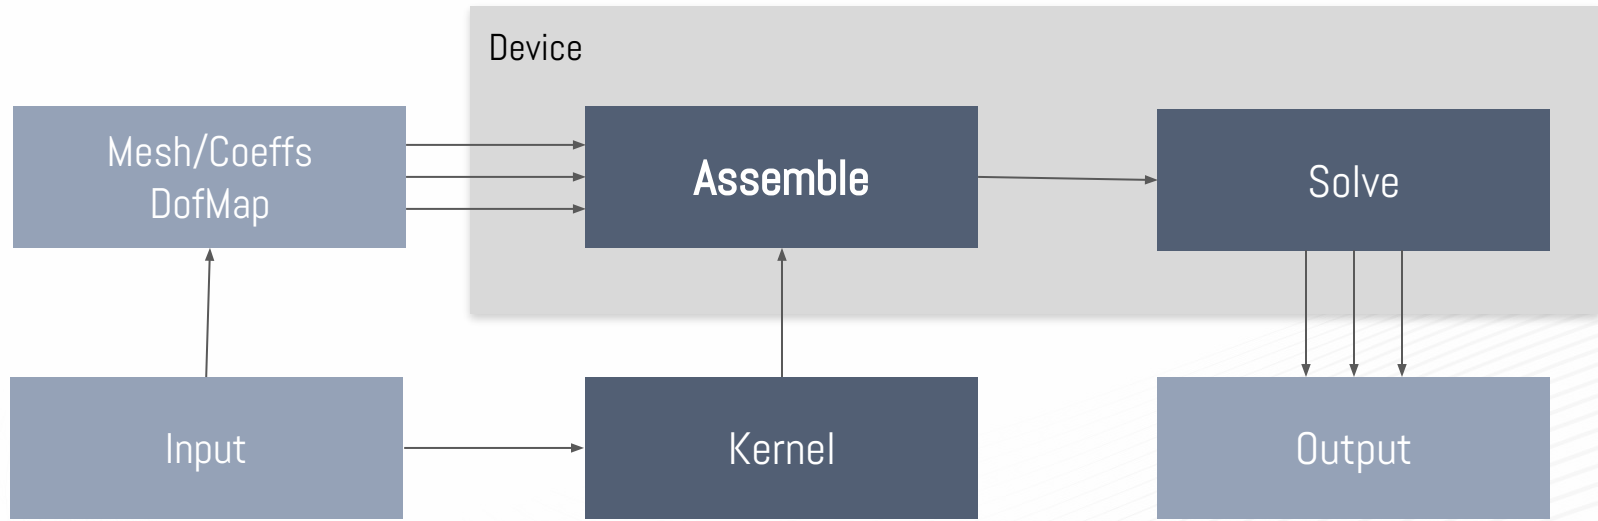 Device
Mesh/Coeffs
DofMap
Assemble
Solve
Input
Kernel
Output